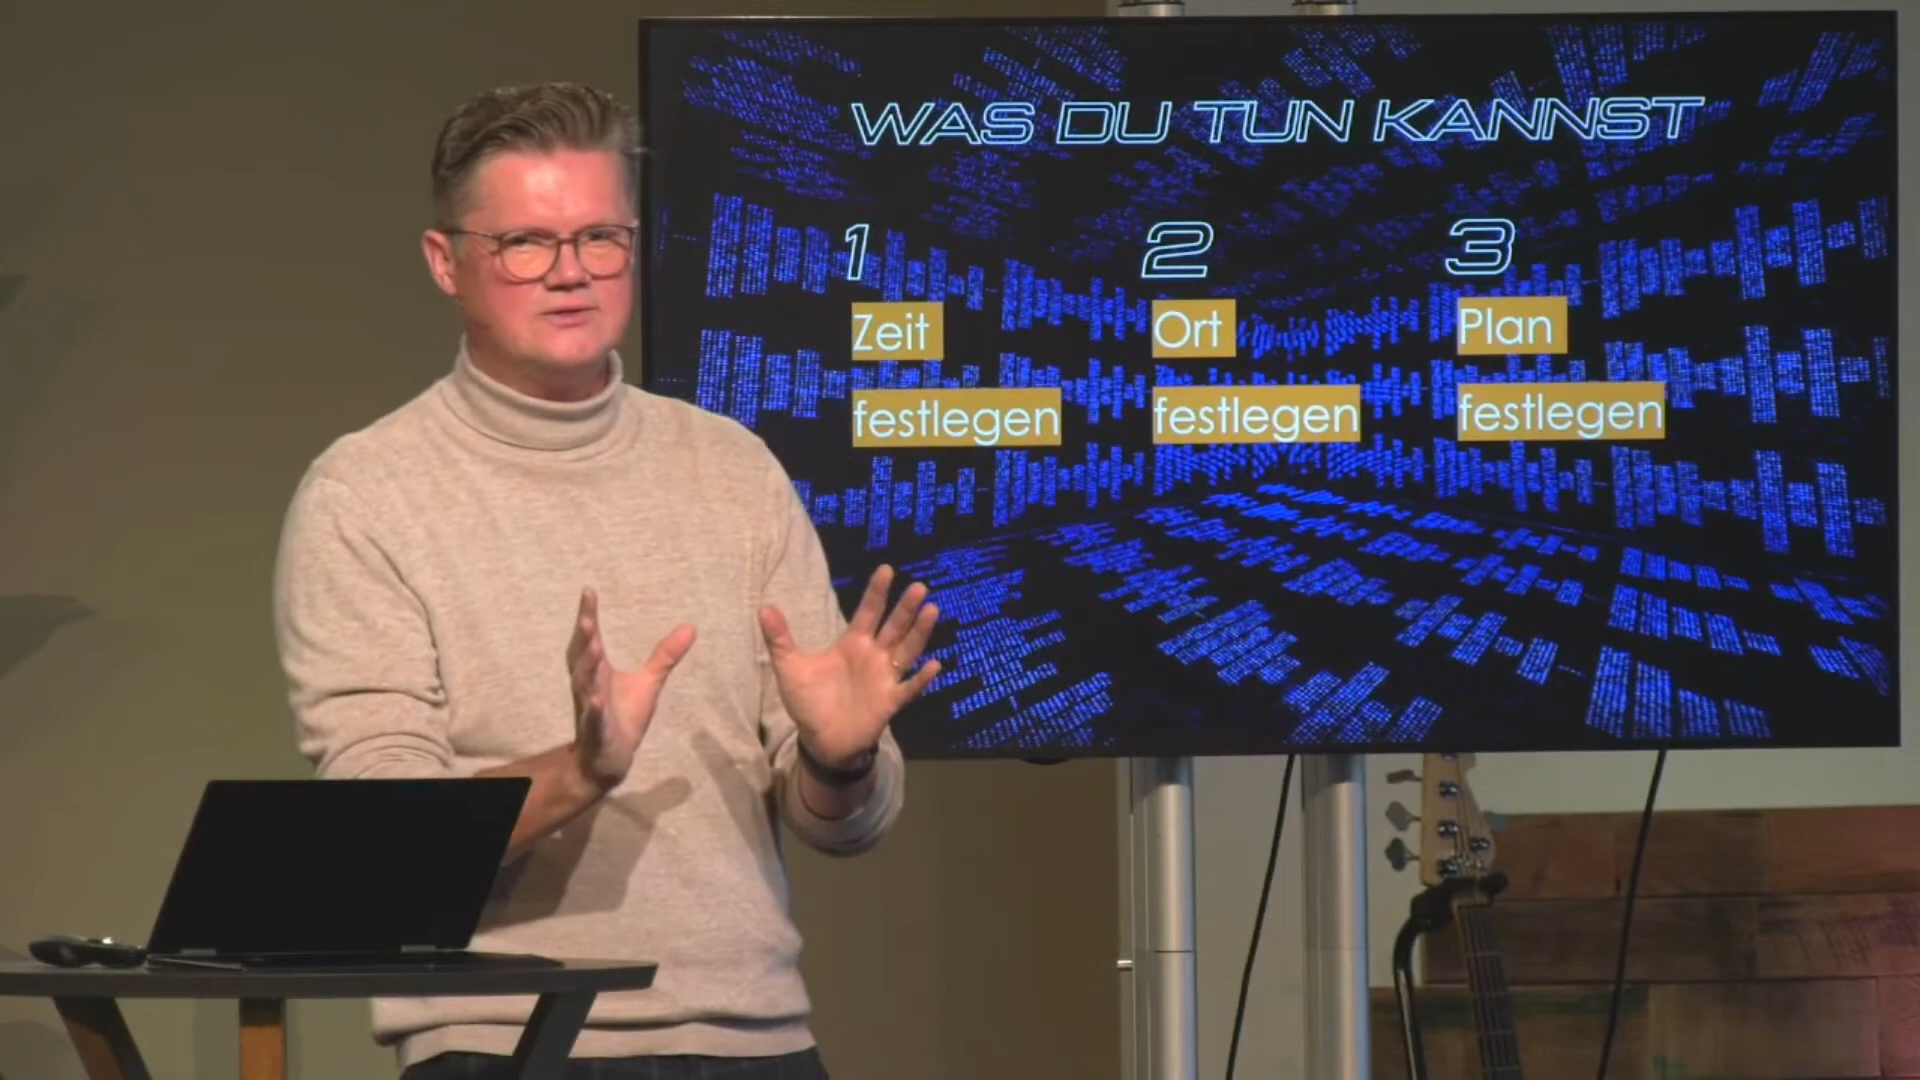 WAS DU TUN KANNST
1
Zeit
festlegen
2
Ort
festlegen
3
Plan
festlegen